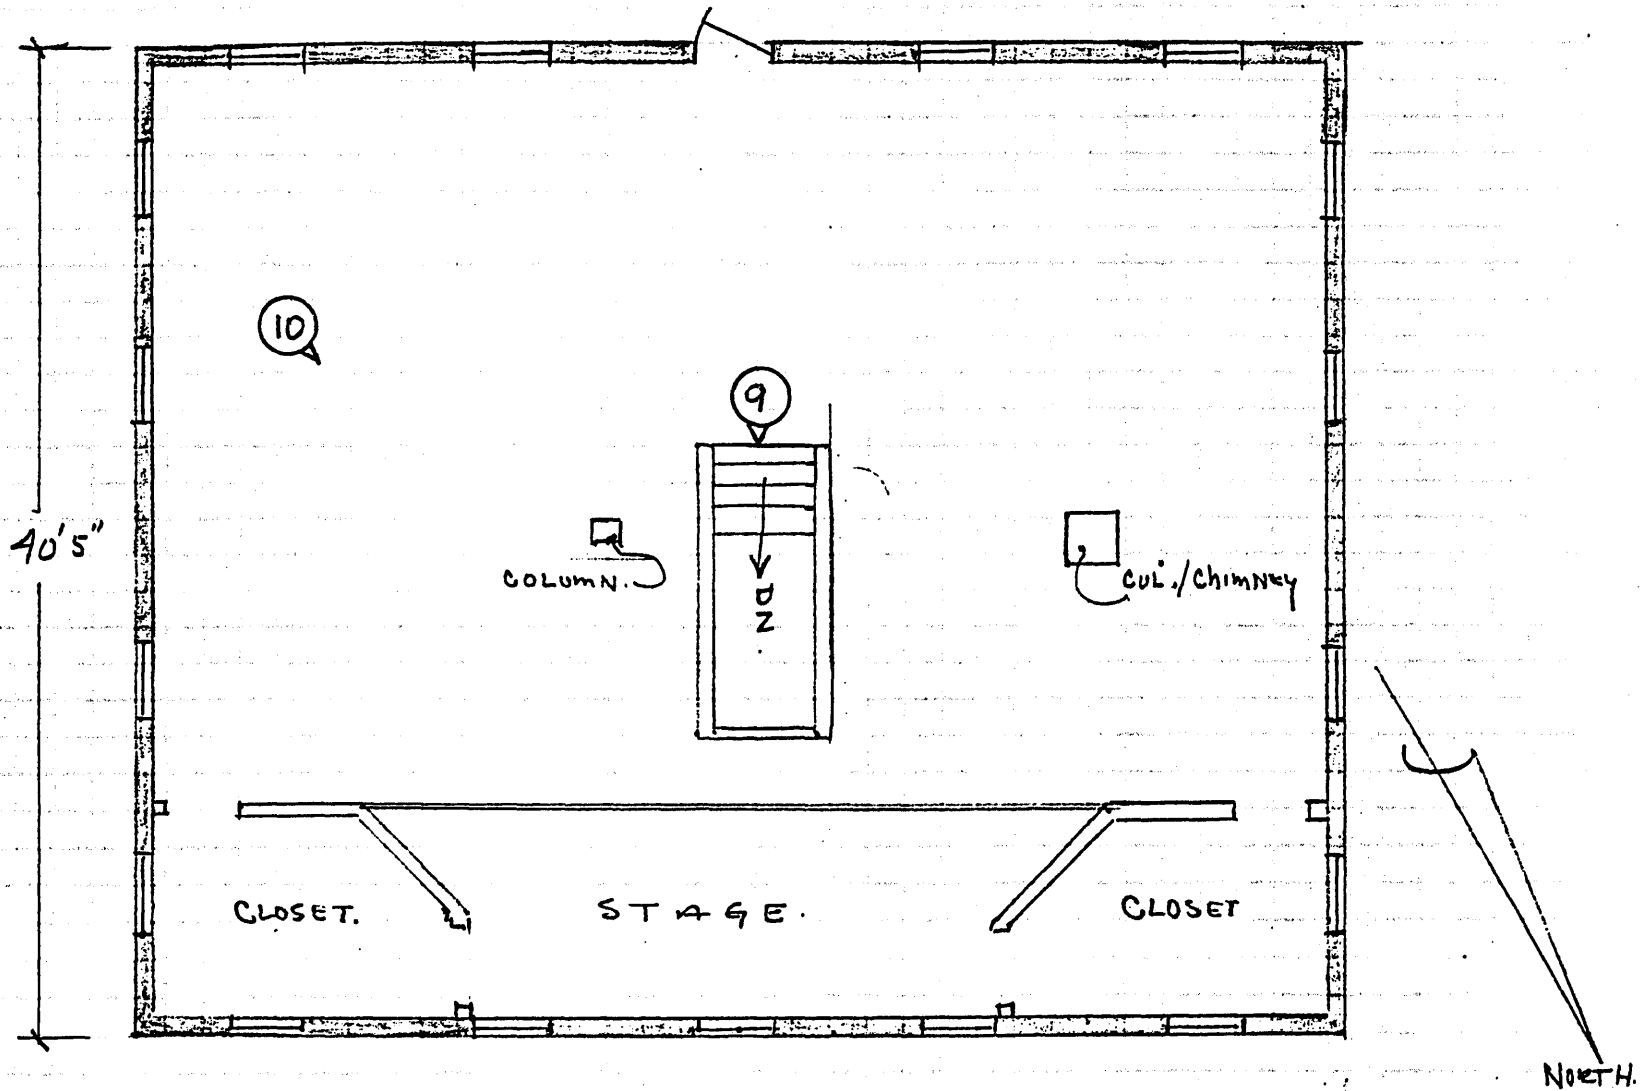 10
9
40'5"
COLUMN.
COL./CHIMNEY
DN.
CLOSET.
STAGE.
CLOSET
NORTH.